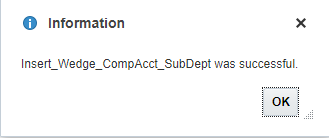 Information
Insert_Wedge_CompAcct_SubDept was successful.
OK